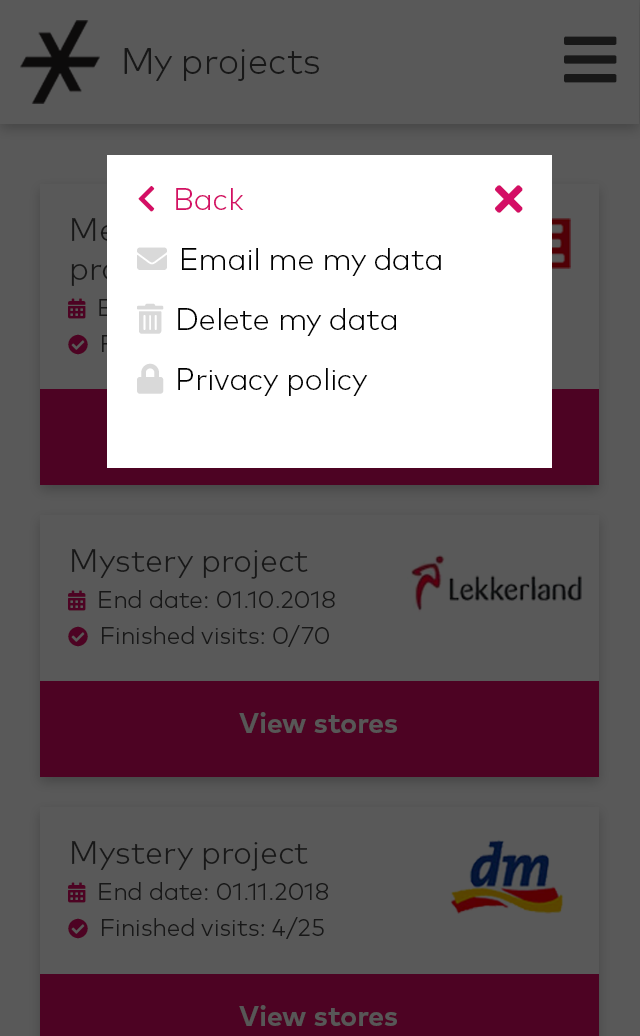 My projects
Back
Email me my data
Delete my data
Privacy policy
Mystery project
End date: 01.10.2018
Finished visits: 0/70
Lekkerland
View stores
Mystery project
End date: 01.11.2018
Finished visits: 4/25
dm
View stores